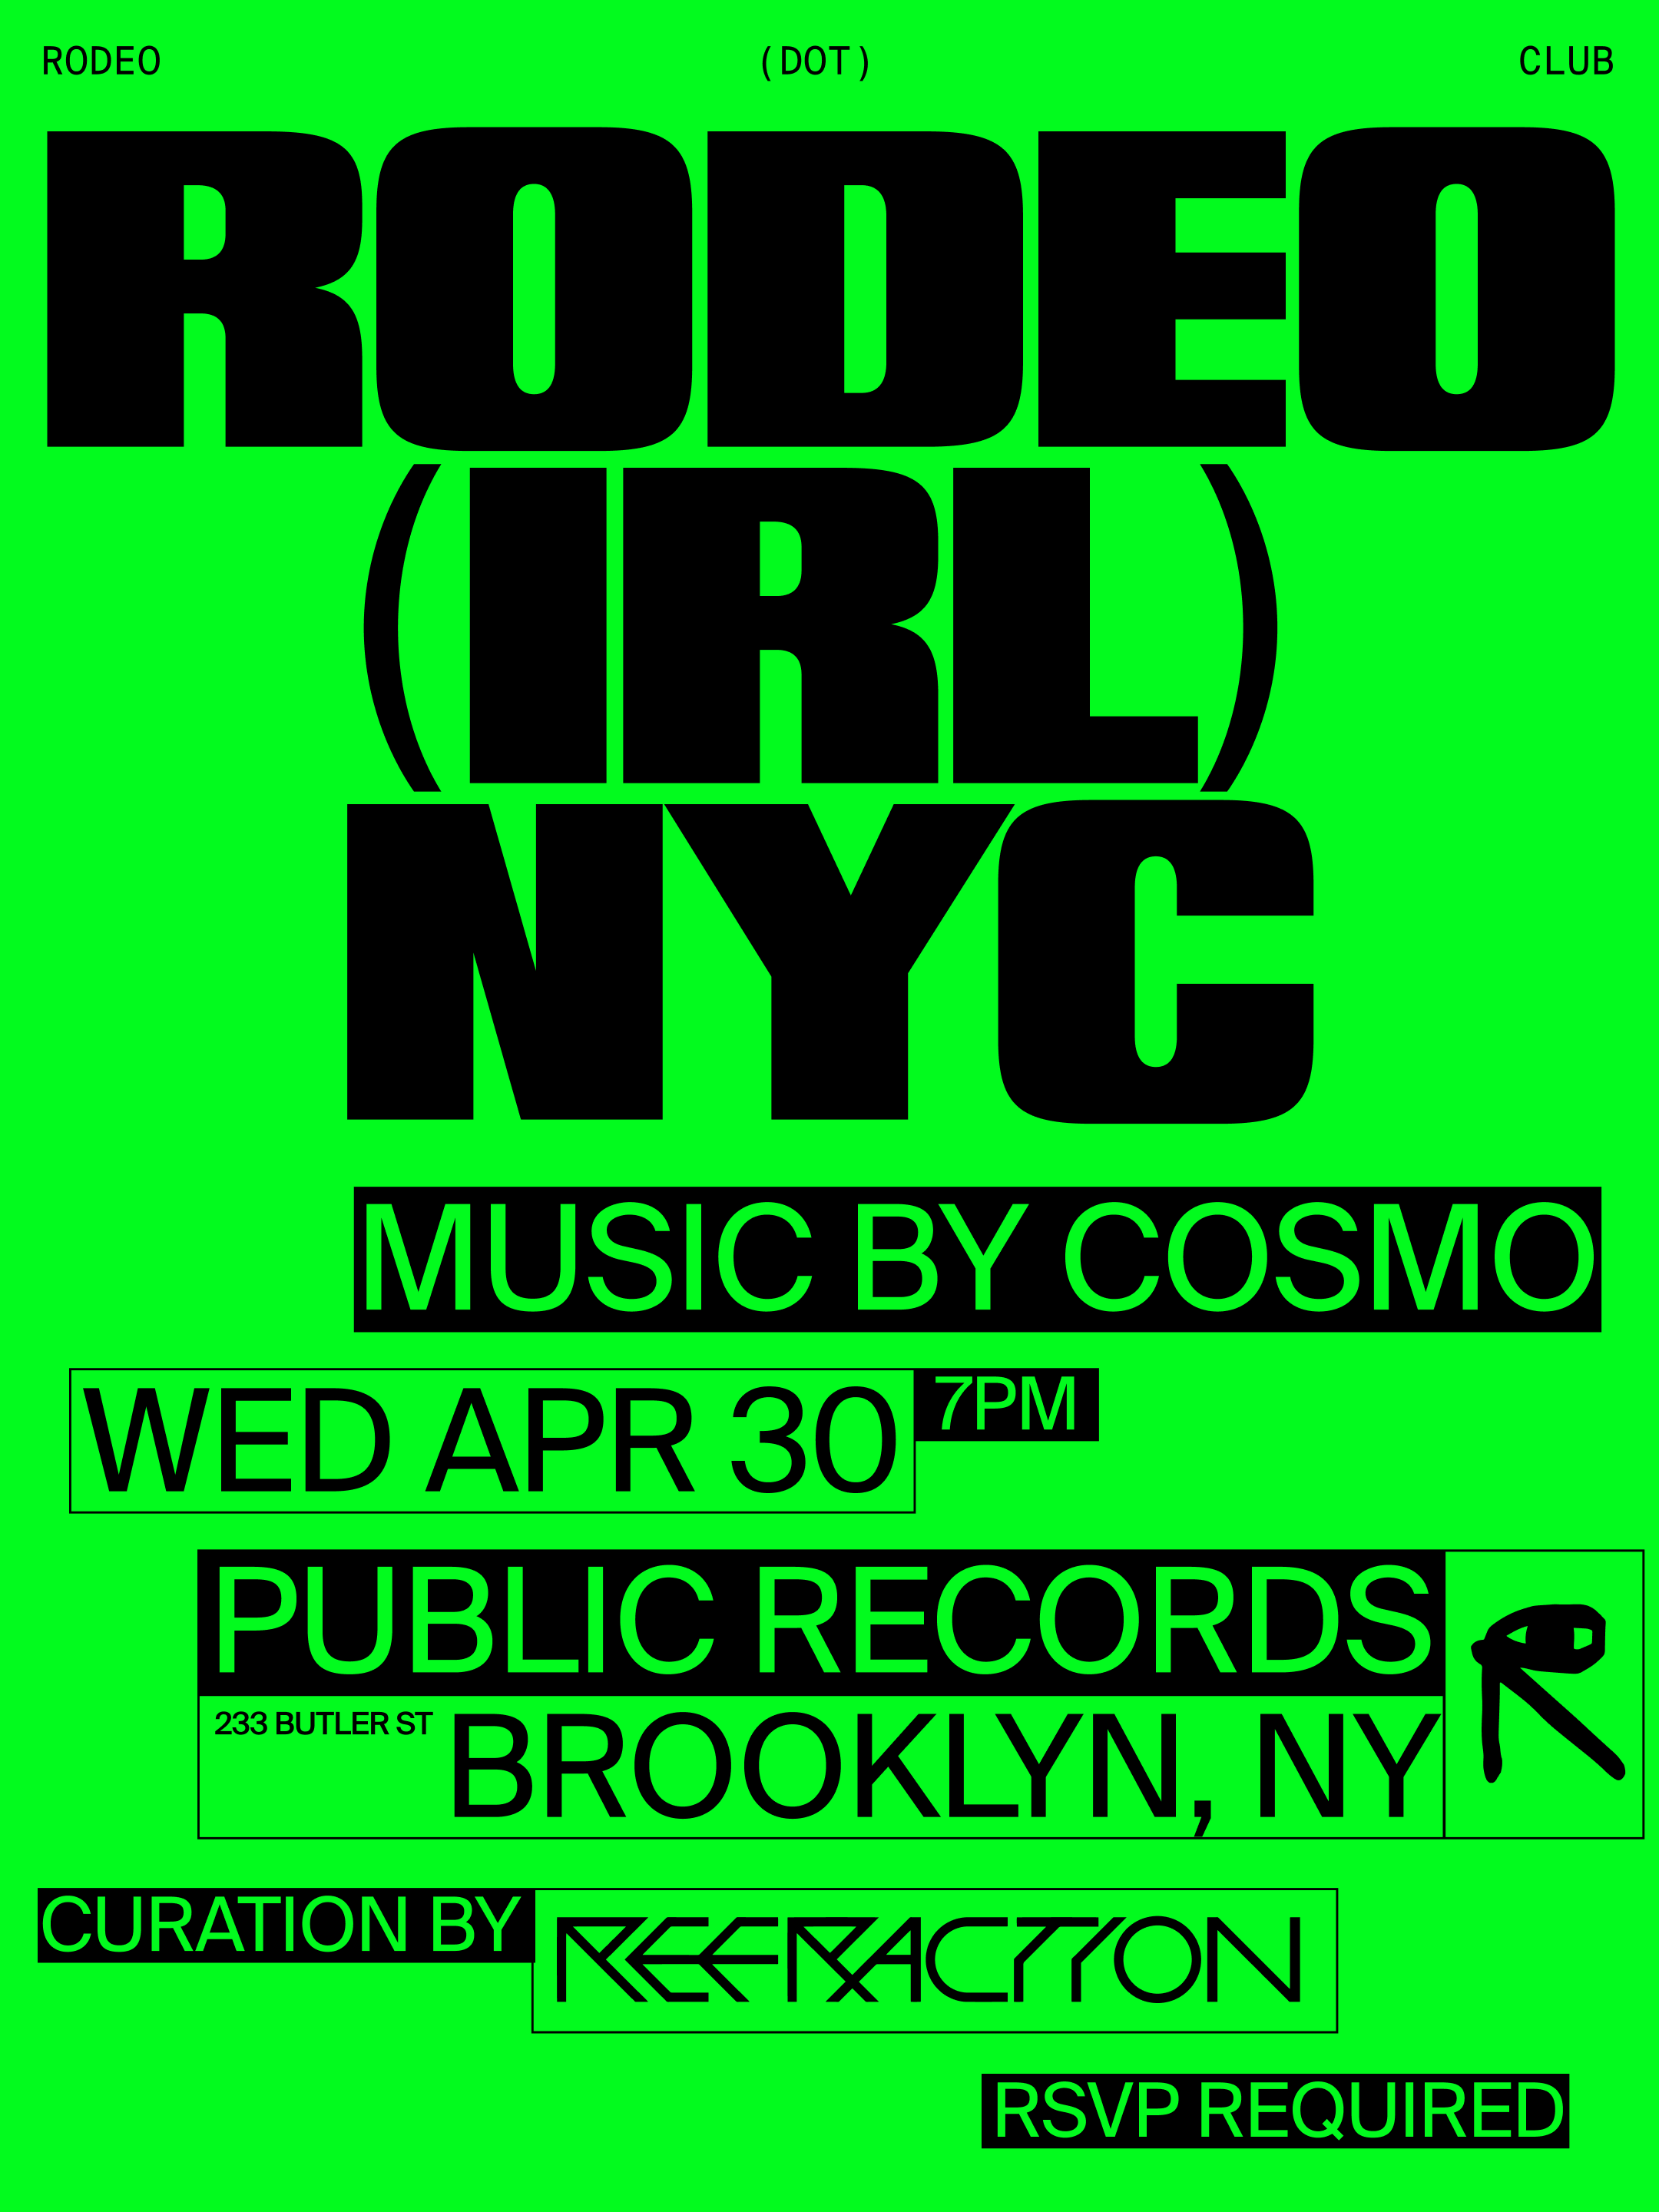 RODEO (DOT) CLUB
RODEO
(IRL)
NYC
MUSIC BY COSMO
WED APR 30 7PM
PUBLIC RECORDS
233 BUTLER ST BROOKLYN, NY
R
CURATION BY REFRACTION
RSVP REQUIRED